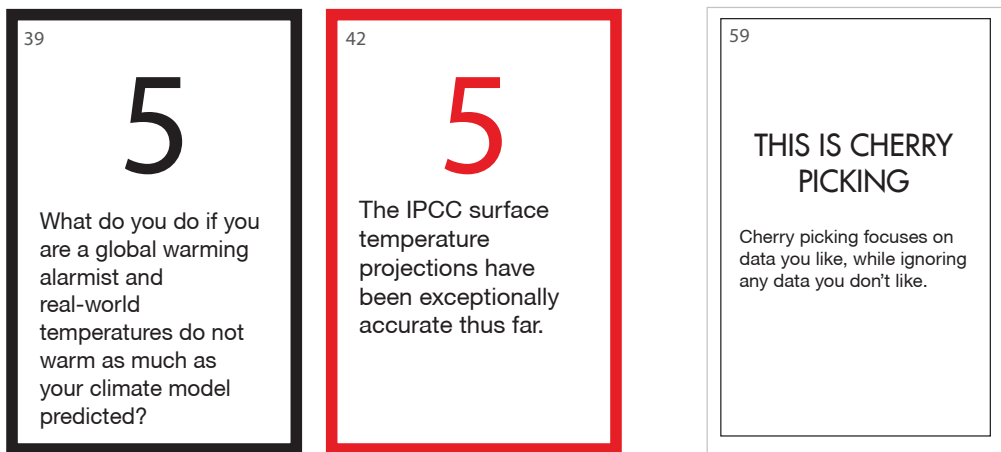 39
5
What do you do if you
are a global warming
alarmist and
real-world
temperatures do not
warm as much as
your climate model
predicted?
42
5
The IPCC surface
temperature
projections have
been exceptionally
accurate thus far.
59
THIS IS CHERRY
PICKING
Cherry picking focuses on
data you like, while ignoring
any data you don’t like.